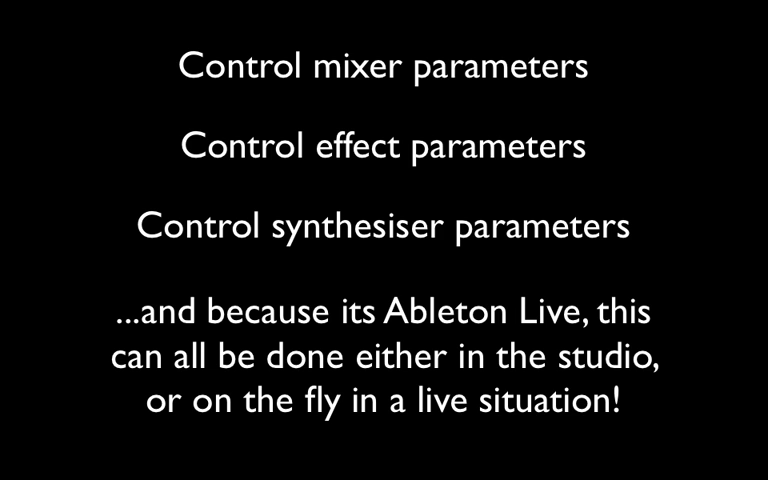 Control mixer parameters
Control effect parameters
Control synthesiser parameters
...and because its Ableton Live, this
can all be done either in the studio,
or on the fly in a live situation!